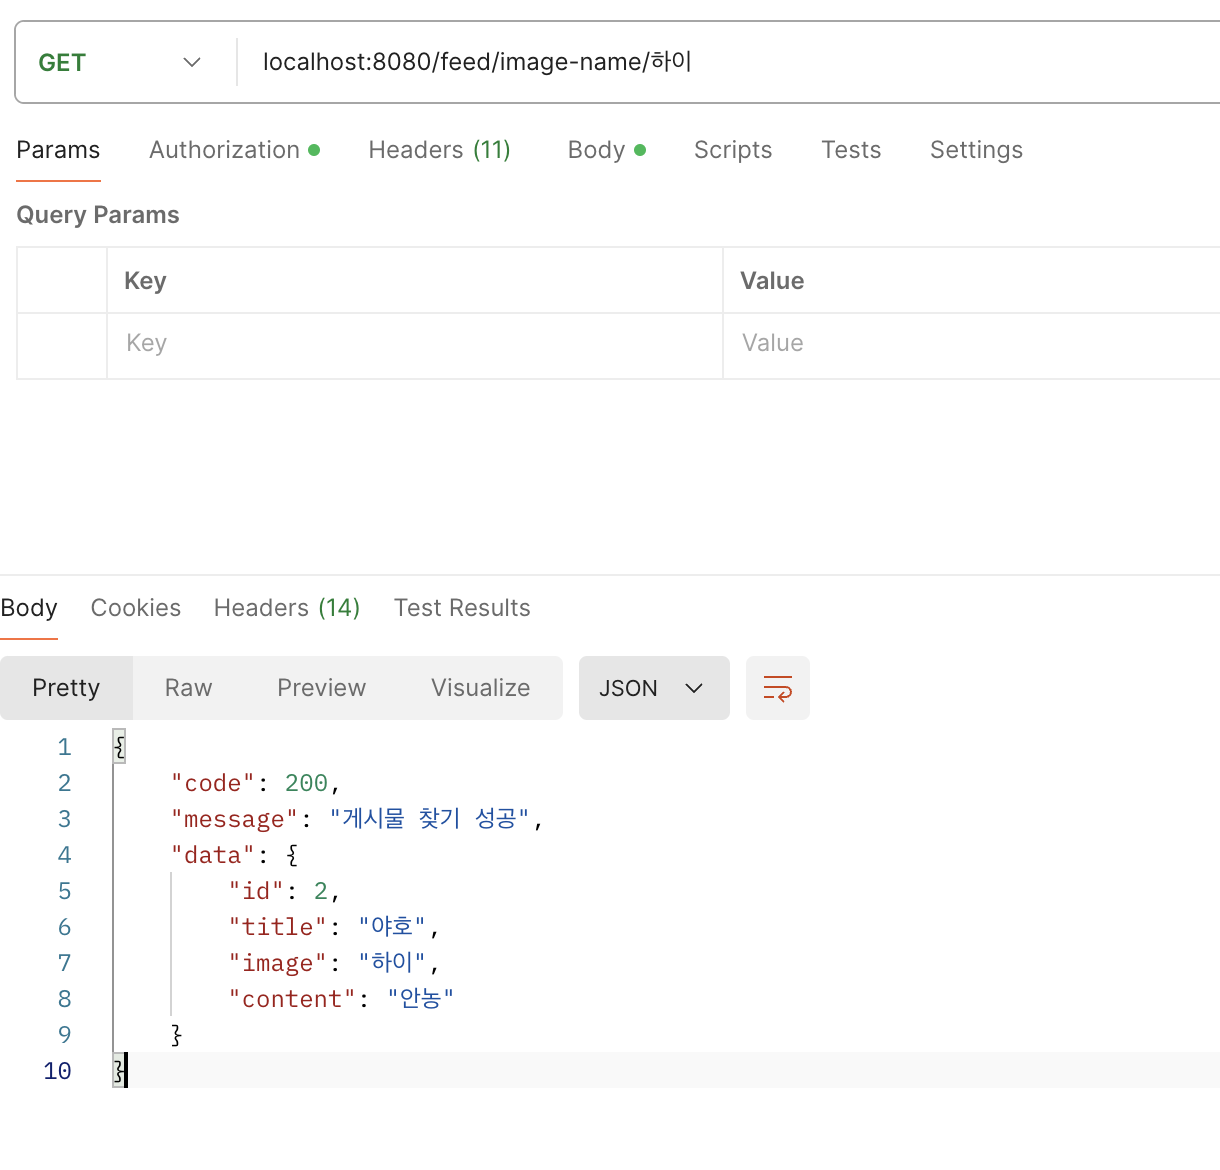 GET localhost:8080/feed/image-name/하이
Params Authorization Headers (11) Body Scripts Tests Settings
Query Params
Key Value
Key Value
Body Cookies Headers (14) Test Results
Pretty Raw Preview Visualize JSON
1 {
2 "code": 200,
3 "message": "게시물 찾기 성공",
4 "data": {
5 "id": 2,
6 "title": "야호",
7 "image": "하이",
8 "content": "안농"
9 }
10 }